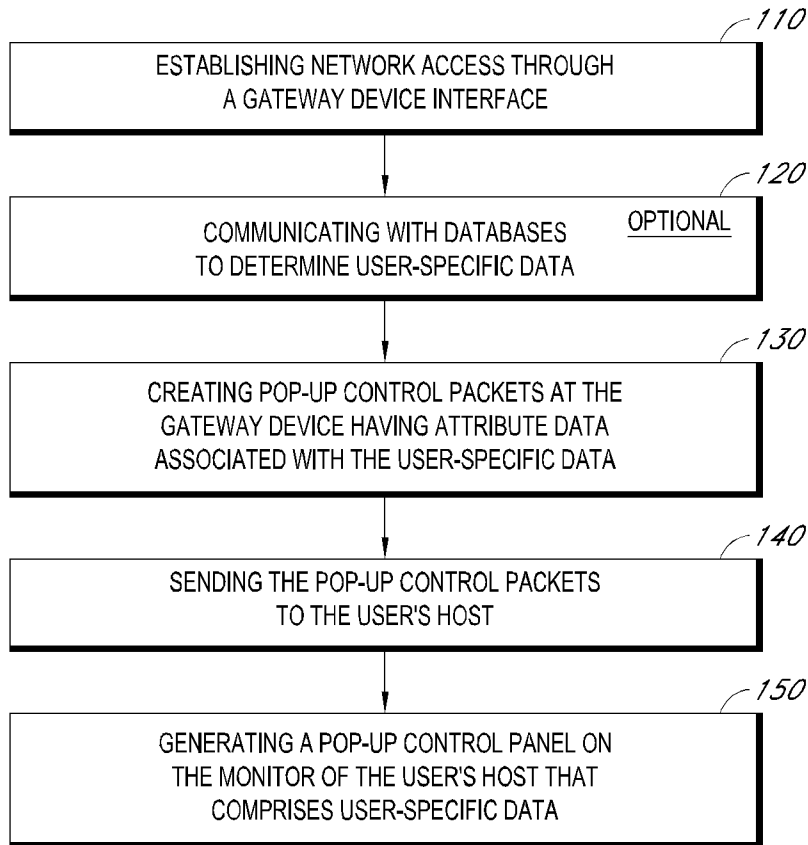 110
ESTABLISHING NETWORK ACCESS THROUGH
A GATEWAY DEVICE INTERFACE
120
OPTIONAL
COMMUNICATING WITH DATABASES
TO DETERMINE USER-SPECIFIC DATA
130
CREATING POP-UP CONTROL PACKETS AT THE
GATEWAY DEVICE HAVING ATTRIBUTE DATA
ASSOCIATED WITH THE USER-SPECIFIC DATA
140
SENDING THE POP-UP CONTROL PACKETS
TO THE USER'S HOST
150
GENERATING A POP-UP CONTROL PANEL ON
THE MONITOR OF THE USER'S HOST THAT
COMPRISES USER-SPECIFIC DATA